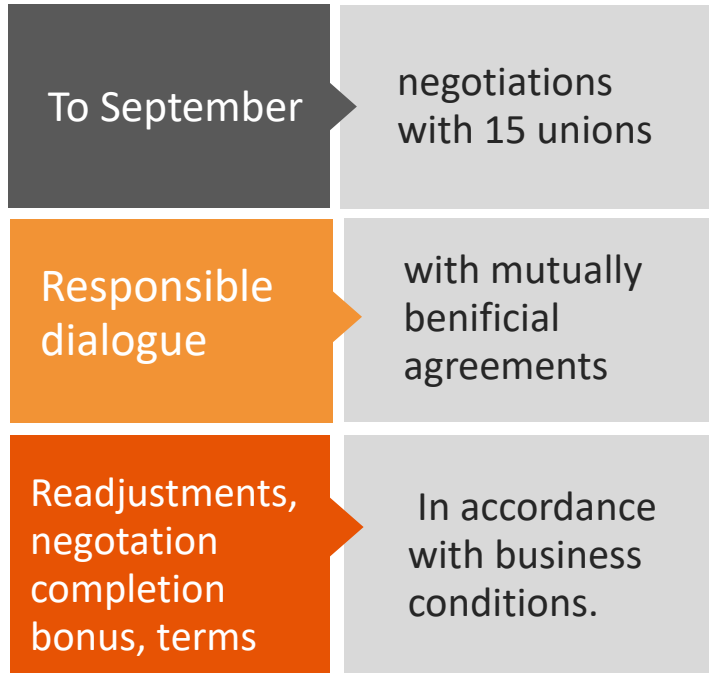 To September
negotiations
with 15 unions
Responsible
dialogue
with mutually
benificial
agreements
Readjustments,
negotation
completion
bonus, terms
In accordance
with business
conditions.